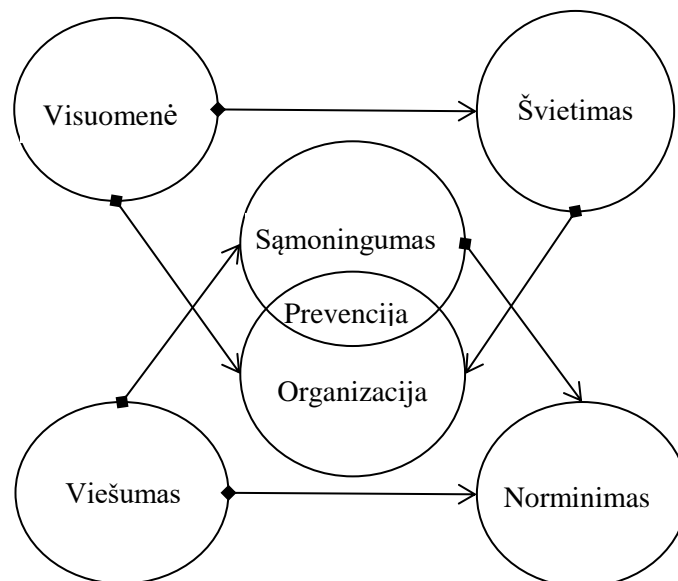 Visuomenė
Švietimas
Sąmoningumas
Prevencija
Organizacija
Viešumas
Norminimas